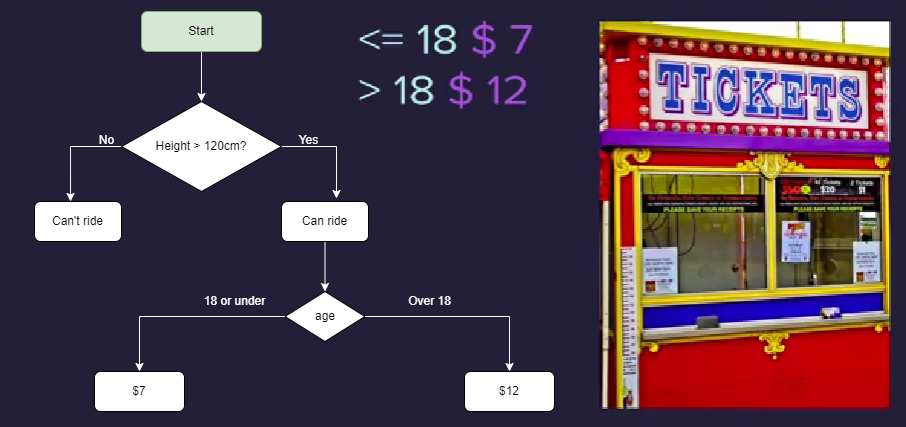 Start
<= 18 $ 7
> 18 $ 12
Height > 120cm?
No
Yes
Can't ride
Can ride
18 or under
age
Over 18
$7
$12
TICKETS
PLEASE SAVE YOUR RECEIPTS
PLEASE SAVE YOUR RECEIPTS